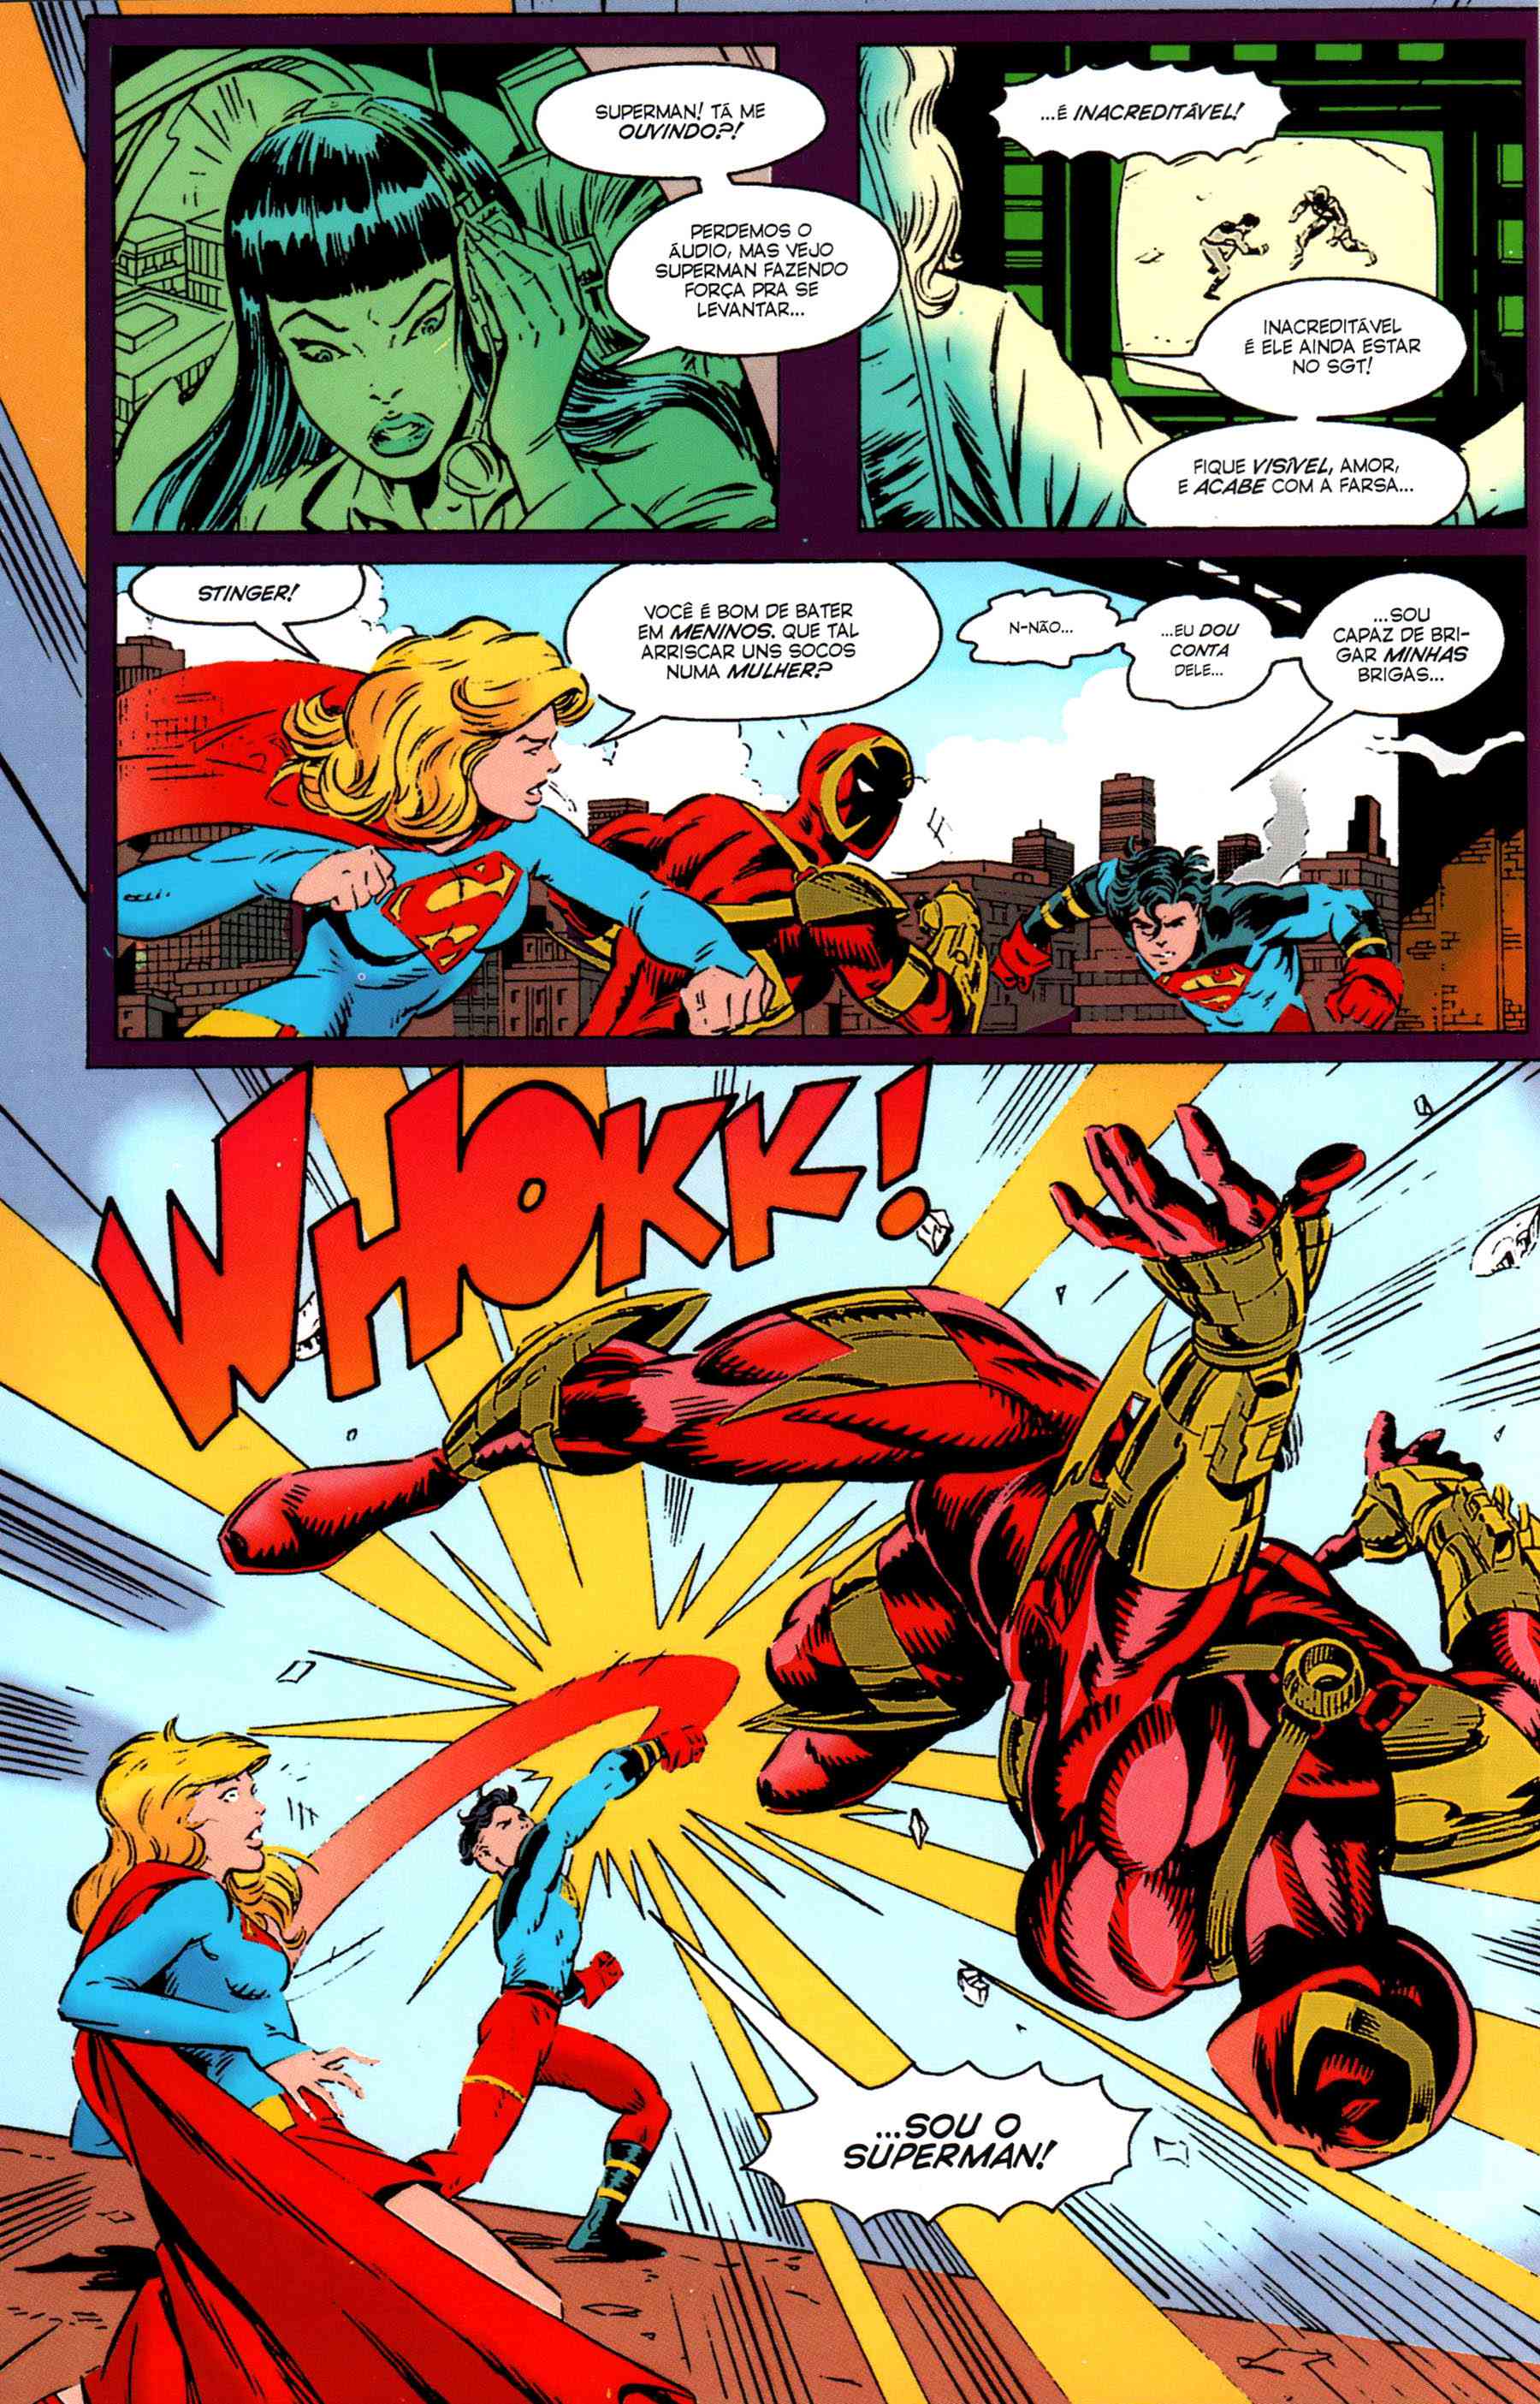 SUPERMAN! TÁ ME
OUVINDO?!
PERDEMOS O
ÁUDIO, MAS VEJO
SUPERMAN FAZENDO
FORÇA PRA SE
LEVANTAR...
...É INACREDITÁVEL!
INACREDITÁVEL
É ELE AINDA ESTAR
NO SGT!
FIQUE VISÍVEL, AMOR,
E ACABE COM A FARSA...
STINGER!
VOCÊ É BOM DE BATER
EM MENINOS. QUE TAL
ARRISCAR UNS SOCOS
NUMA MULHER?
N-NÃO...
...EU DOU
CONTA
DELE...
...SOU
CAPAZ DE BRI-
GAR MINHAS
BRIGAS...
WHOKK!
...SOU O
SUPERMAN!